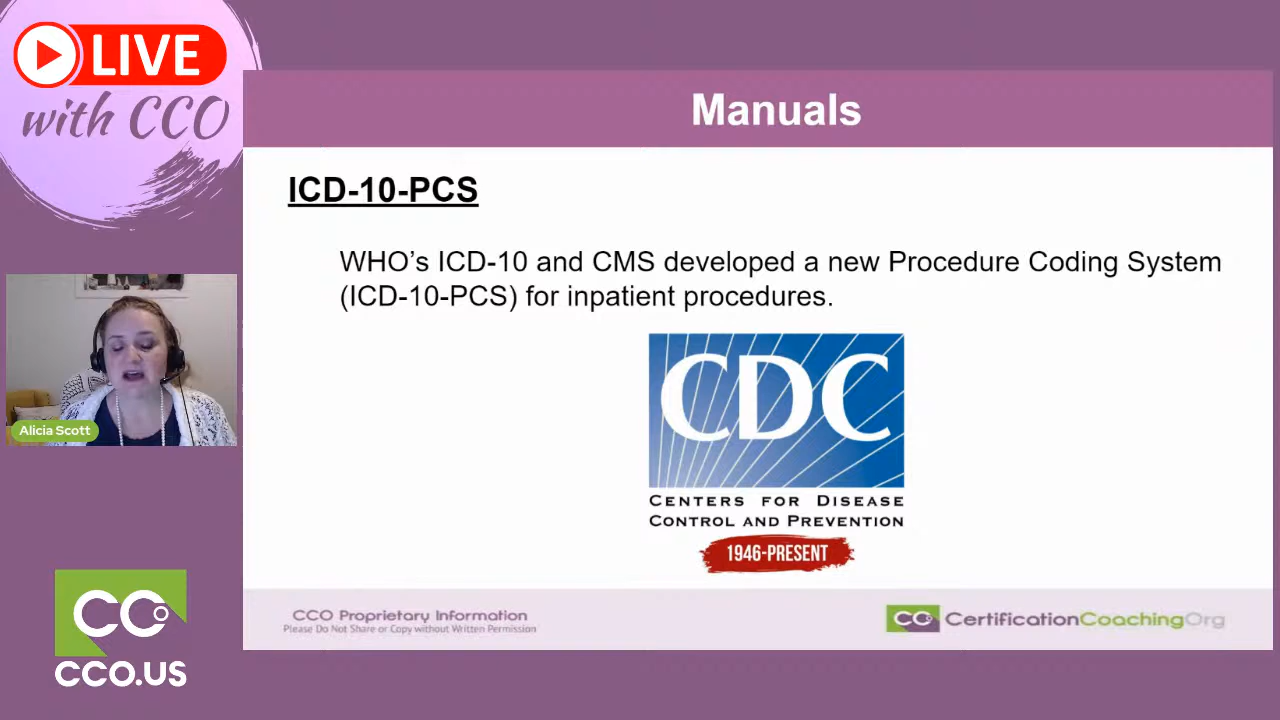 LIVE
with CCO
Manuals
ICD-10-PCS
WHO’s ICD-10 and CMS developed a new Procedure Coding System
(ICD-10-PCS) for inpatient procedures.
CDC
CENTERS FOR DISEASE
CONTROL AND PREVENTION
1946-PRESENT
Alicia Scott
CCO
CCO.US
CCO Proprietary Information
Please Do Not Share or Copy without Written Permission
CCO CertificationCoachingOrg